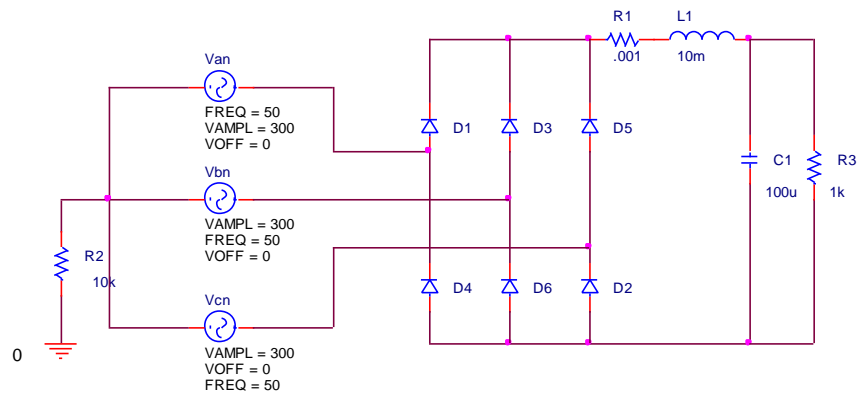 R1
L1
.001
10m
Van
FREQ = 50
VAMPL = 300
VOFF = 0
D1
D3
D5
Vbn
VAMPL = 300
FREQ = 50
VOFF = 0
C1
R3
100u
1k
R2
10k
D4
D6
D2
Vcn
VAMPL = 300
VOFF = 0
FREQ = 50
0